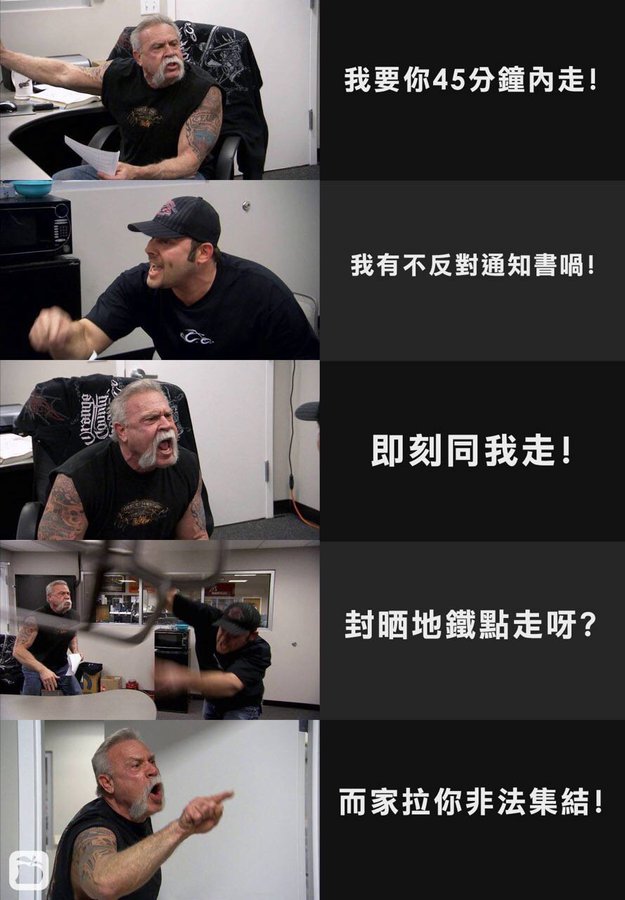 我要你45分鐘內走!
我有不反對通知書喎!
Orange
County
即刻同我走!
封晒地鐵點走呀?
而家拉你非法集結!